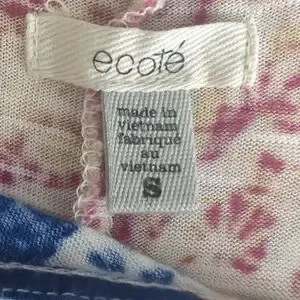 ecoté
made in
vietnam
fabriqué
au
vietnam
S